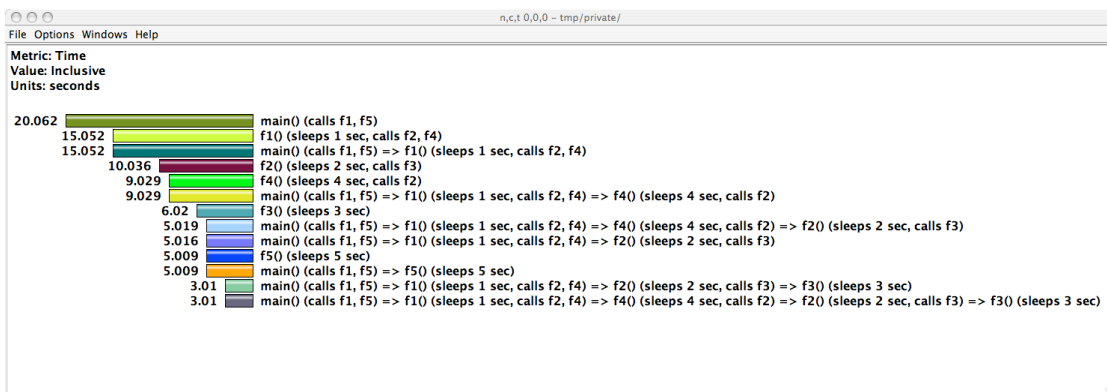 n,c,t 0,0,0 – tmp/private/
File Options Windows Help
Metric: Time
Value: Inclusive
Units: seconds
20.062 main() (calls f1, f5)
15.052 f1() (sleeps 1 sec, calls f2, f4)
15.052 main() (calls f1, f5) => f1() (sleeps 1 sec, calls f2, f4)
10.036 f2() (sleeps 2 sec, calls f3)
9.029 f4() (sleeps 4 sec, calls f2)
9.029 main() (calls f1, f5) => f1() (sleeps 1 sec, calls f2, f4) => f4() (sleeps 4 sec, calls f2)
6.02 f3() (sleeps 3 sec)
5.019 main() (calls f1, f5) => f1() (sleeps 1 sec, calls f2, f4) => f4() (sleeps 4 sec, calls f2) => f2() (sleeps 2 sec, calls f3)
5.016 main() (calls f1, f5) => f1() (sleeps 1 sec, calls f2, f4) => f2() (sleeps 2 sec, calls f3)
5.009 f5() (sleeps 5 sec)
5.009 main() (calls f1, f5) => f5() (sleeps 5 sec)
3.01 main() (calls f1, f5) => f1() (sleeps 1 sec, calls f2, f4) => f2() (sleeps 2 sec, calls f3) => f3() (sleeps 3 sec)
3.01 main() (calls f1, f5) => f1() (sleeps 1 sec, calls f2, f4) => f4() (sleeps 4 sec, calls f2) => f2() (sleeps 2 sec, calls f3) => f3() (sleeps 3 sec)